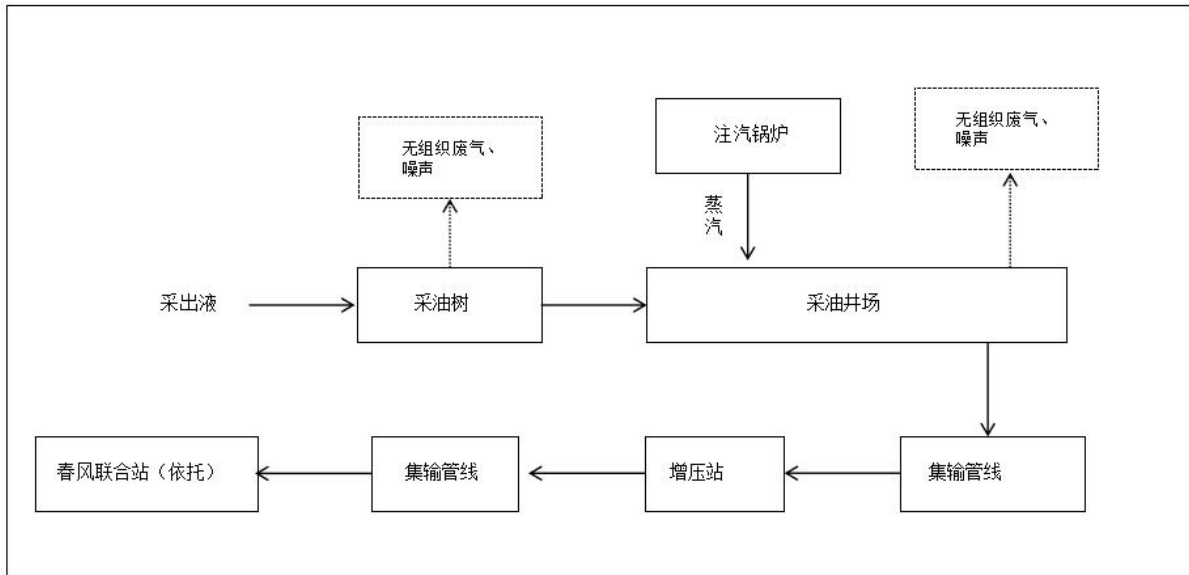 无组织废气、
噪声
注汽锅炉
无组织废气、
噪声
蒸
汽
采出液
采油树
采油井场
春风联合站（依托）
集输管线
增压站
集输管线